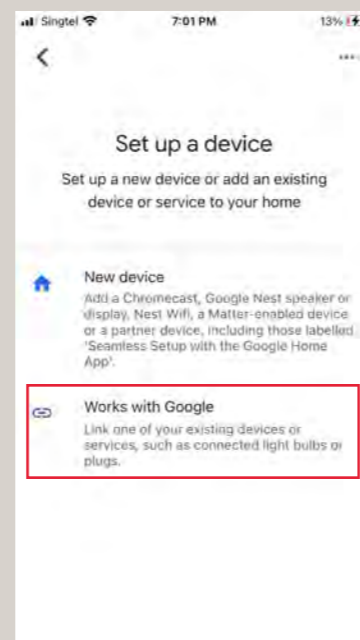 Singtel 7:01 PM 13%
Set up a device
Set up a new device or add an existing
device or service to your home
New device
Add a Chromecast, Google Nest speaker or
display, Nest Wifi, a Matter-enabled device
or a partner device, including those labelled
'Seamless Setup with the Google Home
App'.
Works with Google
Link one of your existing devices or
services, such as connected light bulbs or
plugs.